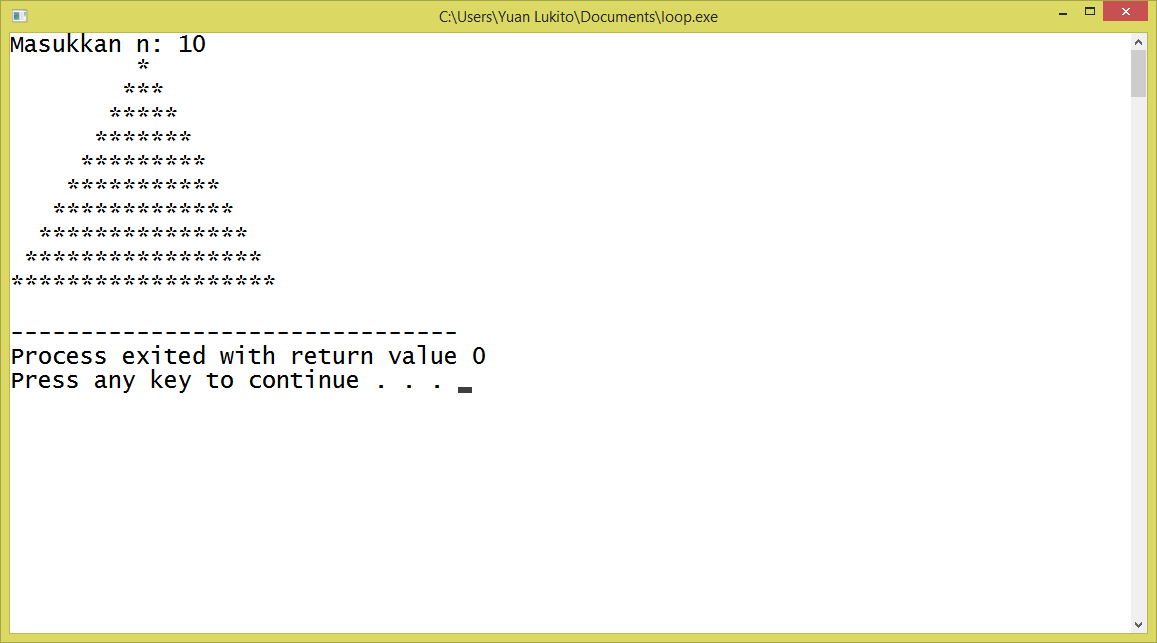 C:\Users\Yuan Lukito\Documents\loop.exe
Masukkan n: 10
         *
        ***
       *****
      *******
     *********
    ***********
   *************
  ***************
 *****************
*******************

--------------------------------
Process exited with return value 0
Press any key to continue . . .